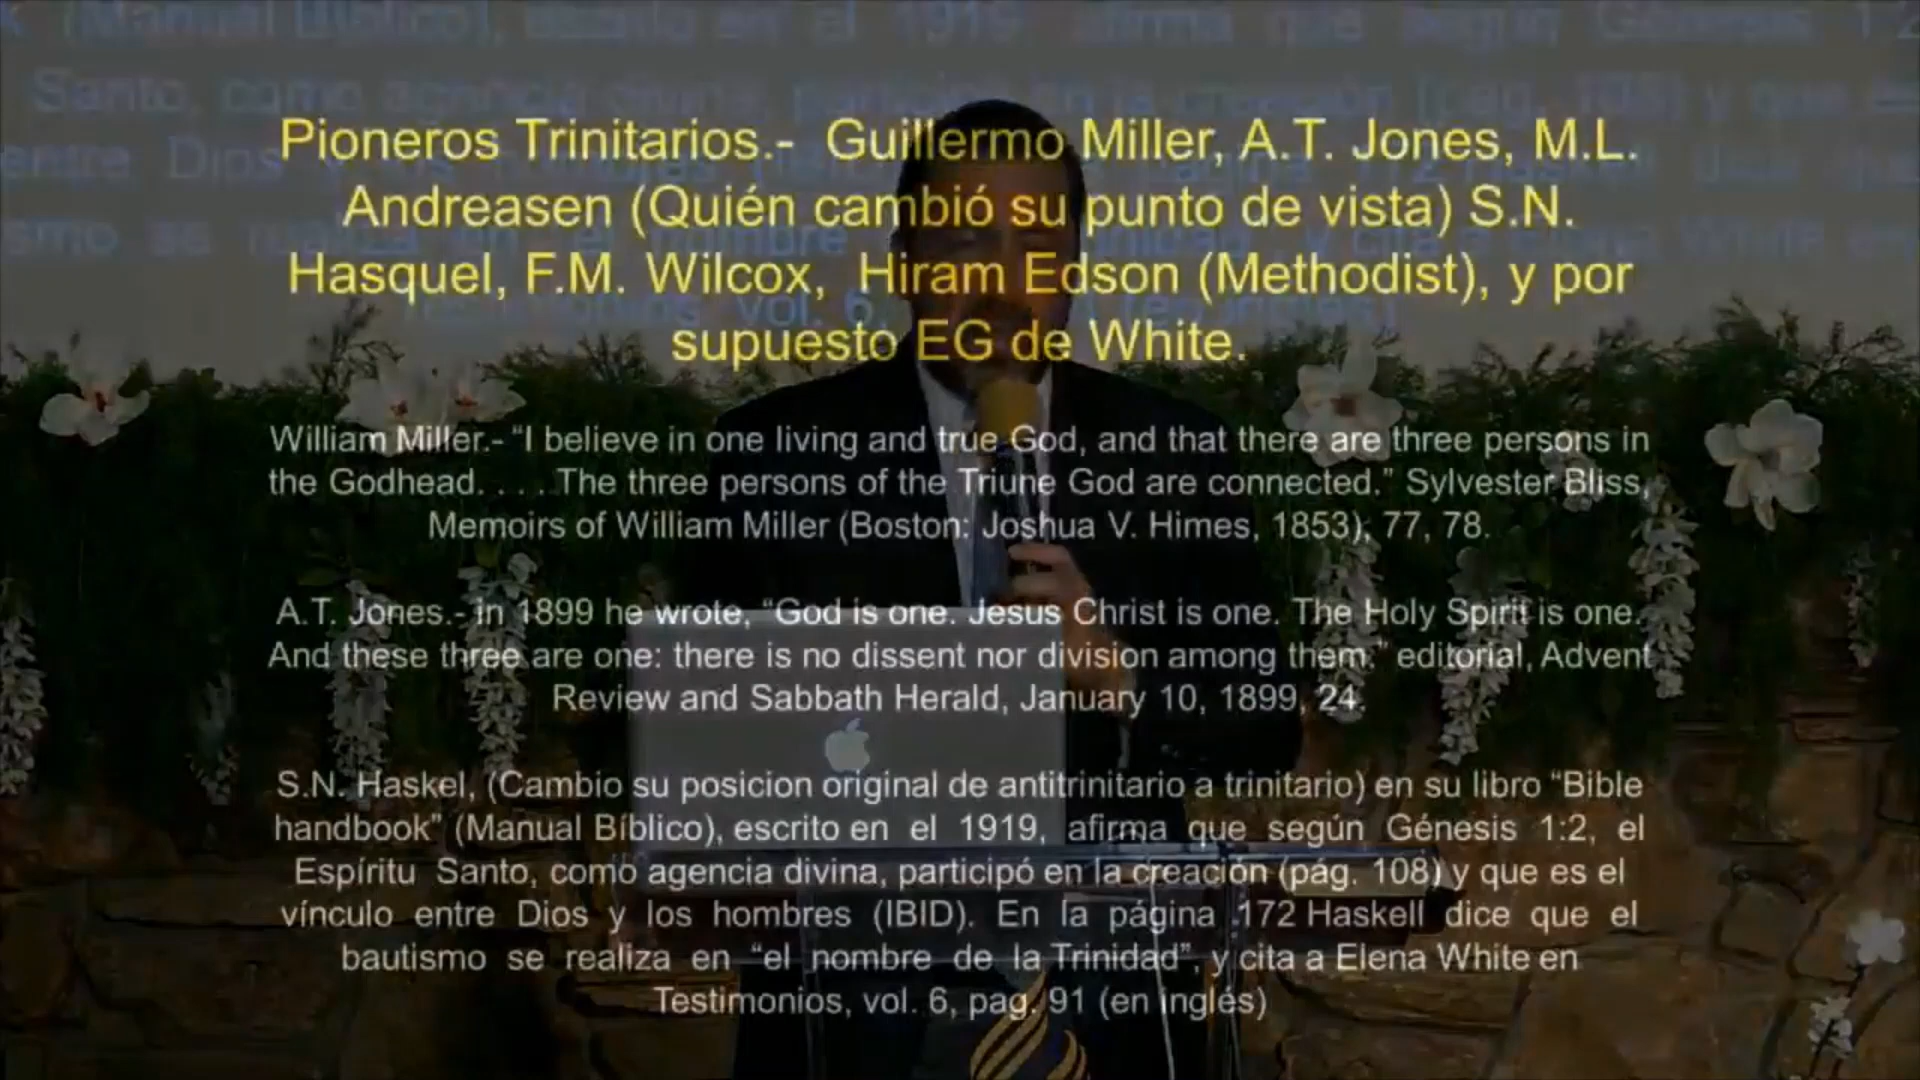 Pioneros Trinitarios.- Guillermo Miller, A.T. Jones, M.L.
Andreasen (Quién cambió su punto de vista) S.N.
Hasquel, F.M. Wilcox, Hiram Edson (Methodist), y por
supuesto EG de White.
William Miller.- “I believe in one living and true God, and that there are three persons in
the Godhead. . . . The three persons of the Triune God are connected.” Sylvester Bliss,
Memoirs of William Miller (Boston: Joshua V. Himes, 1853), 77, 78.
A.T. Jones.- in 1899 he wrote, “God is one. Jesus Christ is one. The Holy Spirit is one.
And these three are one: there is no dissent nor division among them.” editorial, Advent
Review and Sabbath Herald, January 10, 1899, 24.
S.N. Haskel, (Cambio su posicion original de antitrinitario a trinitario) en su libro “Bible
handbook” (Manual Bíblico), escrito en el 1919, afirma que según Génesis 1:2, el
Espíritu Santo, como agencia divina, participó en la creación (pág. 108) y que es el
vínculo entre Dios y los hombres (IBID). En la página 172 Haskell dice que el
bautismo se realiza en “el nombre de la Trinidad”, y cita a Elena White en
Testimonios, vol. 6, pag. 91 (en inglés)